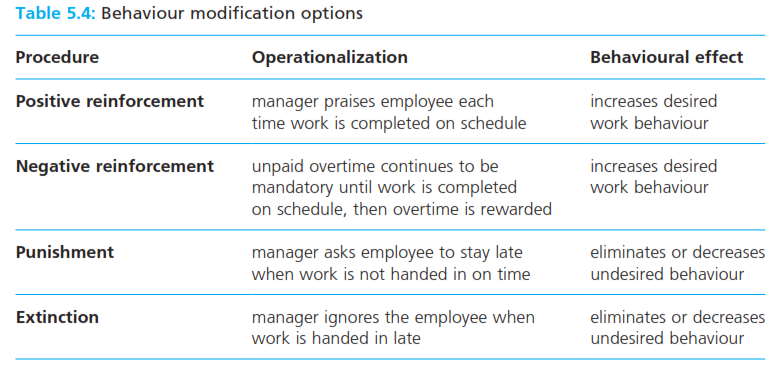 Table 5.4: Behaviour modification options
Procedure Operationalization Behavioural effect
Positive reinforcement manager praises employee each increases desired
time work is completed on schedule work behaviour
Negative reinforcement unpaid overtime continues to be increases desired
mandatory until work is completed work behaviour
on schedule, then overtime is rewarded
Punishment manager asks employee to stay late eliminates or decreases
when work is not handed in on time undesired behaviour
Extinction manager ignores the employee when eliminates or decreases
work is handed in late undesired behaviour